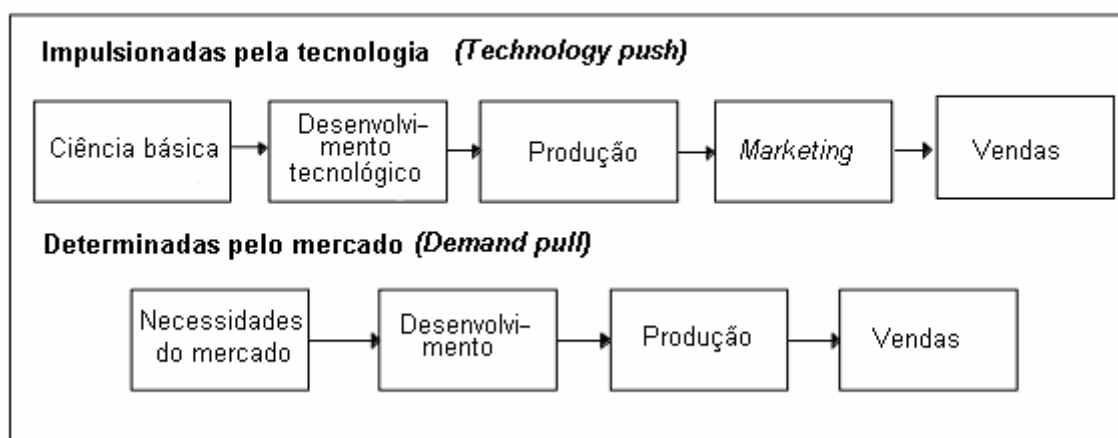 Impulsionadas pela tecnologia (Technology push)
Ciência básica
Desenvolvi–
mento
tecnológico
Produção
Marketing
Vendas
Determinadas pelo mercado (Demand pull)
Necessidades
do mercado
Desenvolvi–
mento
Produção
Vendas